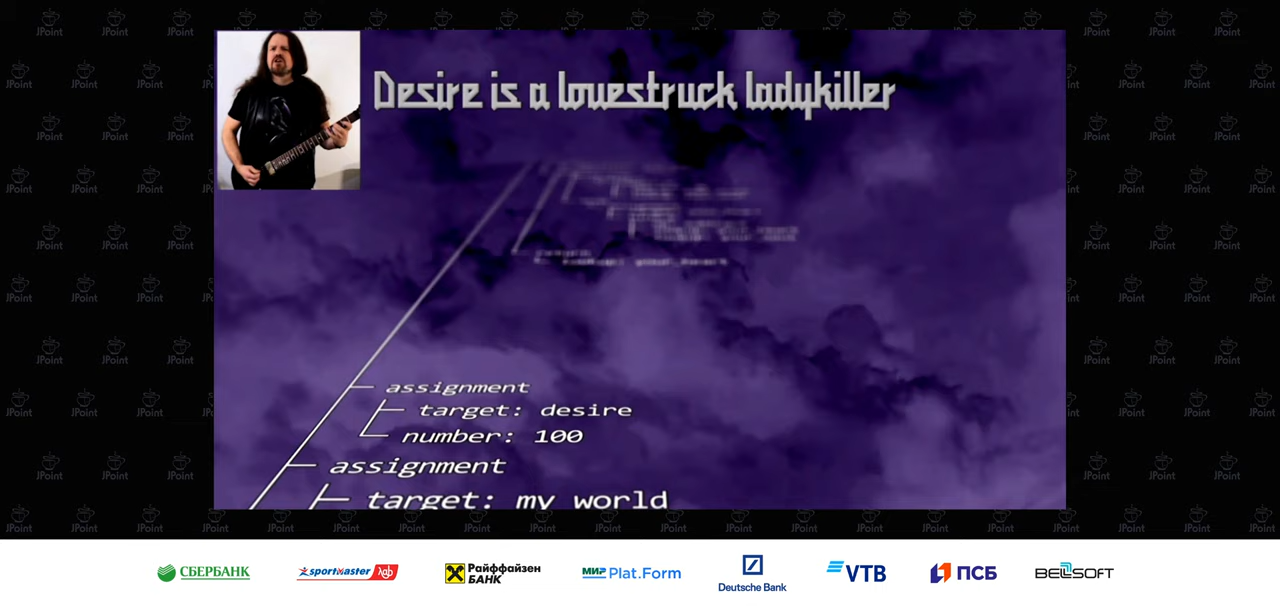 Desire is a lovestruck ladykiller
assignment
target: desire
number: 100
assignment
target: my world
JPoint
СБЕРБАНК
sportmaster лаб
Райффайзен
БАНК
МИР Plat.Form
Deutsche Bank
VTB
ПСБ
BELLSOFT